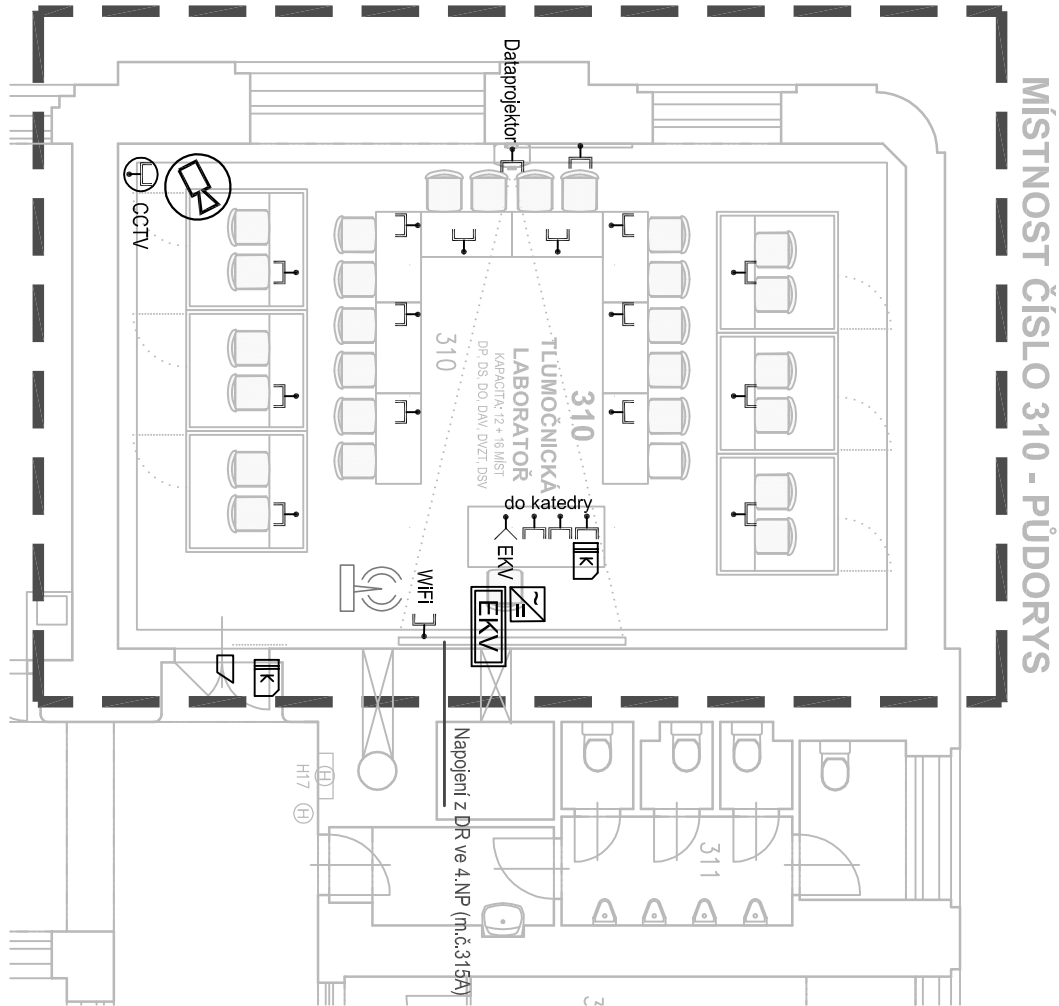 MÍSTNOST ČÍSLO 310 - PŮDORYS
Dataprojektor
CCTV
310
310
TLUMOČNICKÁ
LABORATOŘ
KAPACITA: 12 + 16 MÍST
DP, DS, DO, DAV, DVZT, DSV
do katedry
EKV
K
WiFi
EKV
~
=
K
Napojení z DR ve 4.NP (m.č.315A)
H
H17
H
311